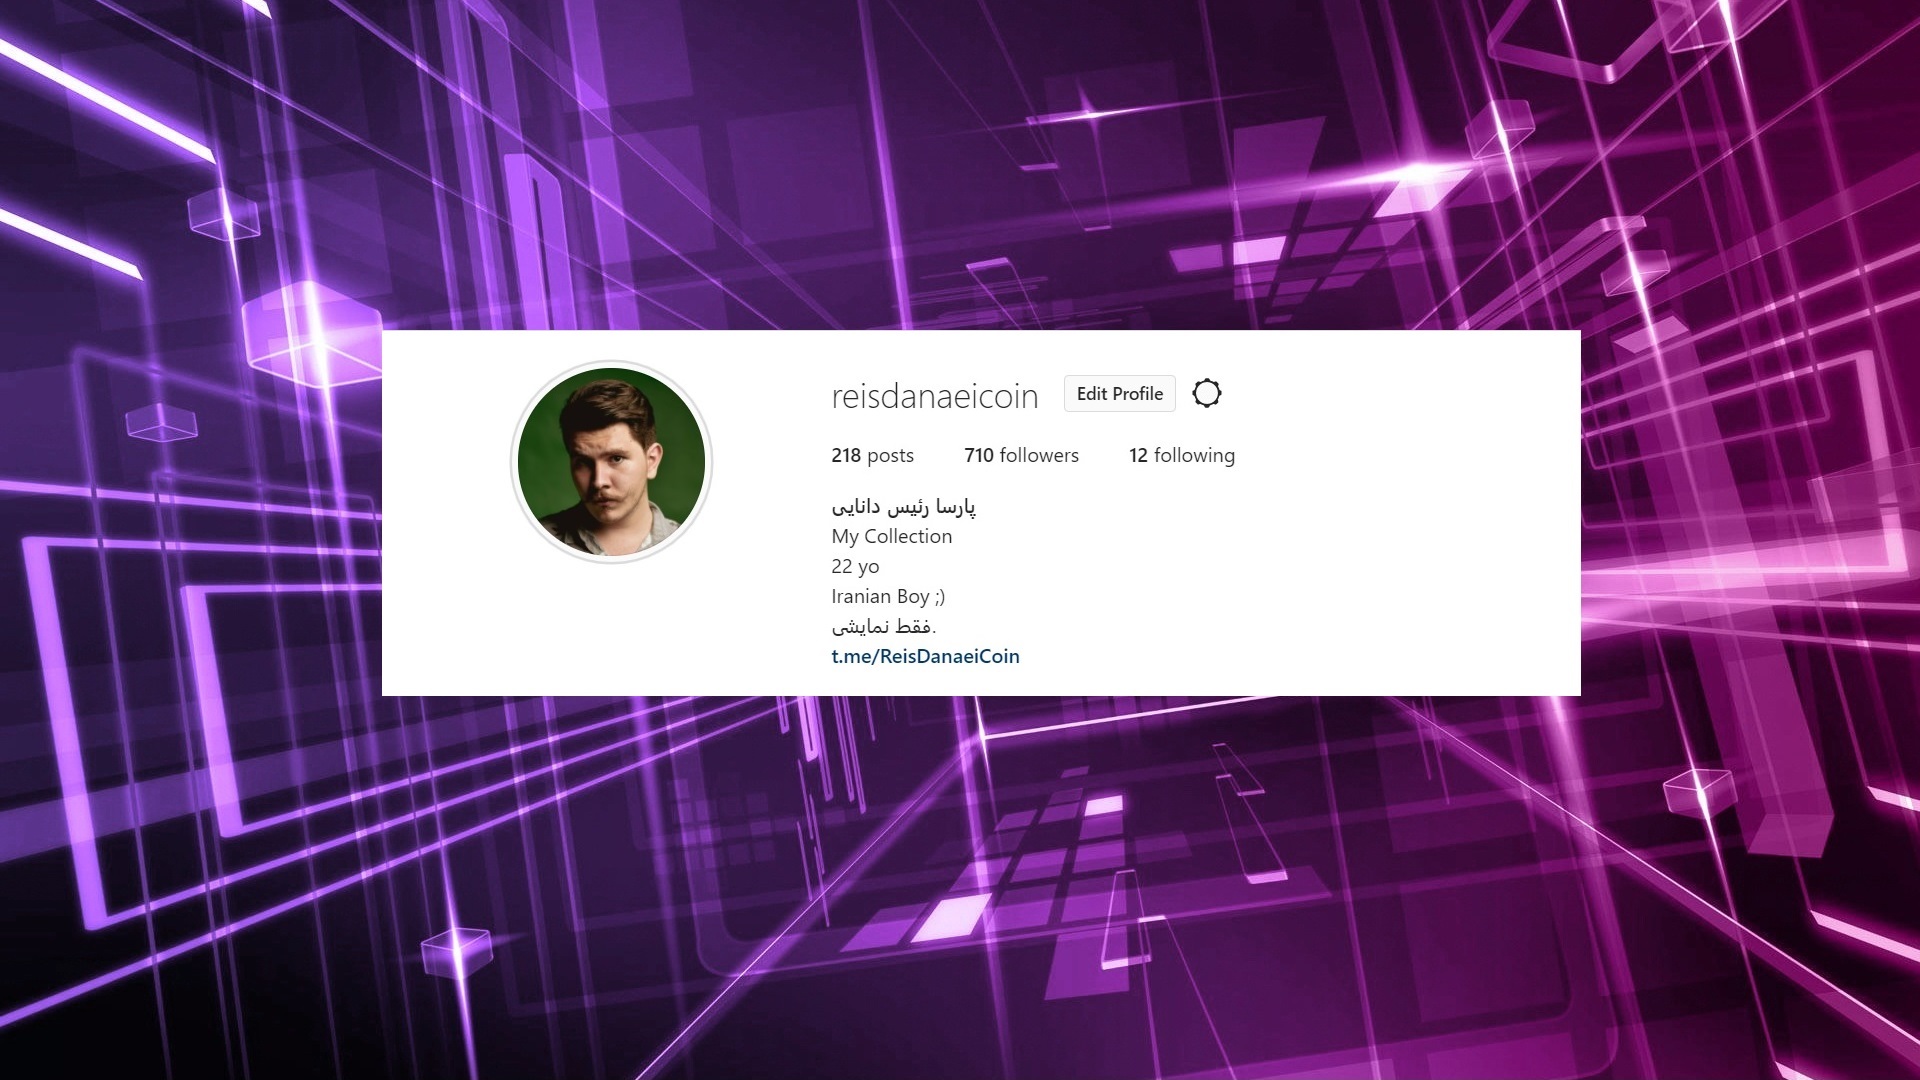 reisdanaeicoin Edit Profile
218 posts 710 followers 12 following
پارسا رئیس دانایی
My Collection
22 yo
Iranian Boy ;)
فقط نمایشی.
t.me/ReisDanaeiCoin